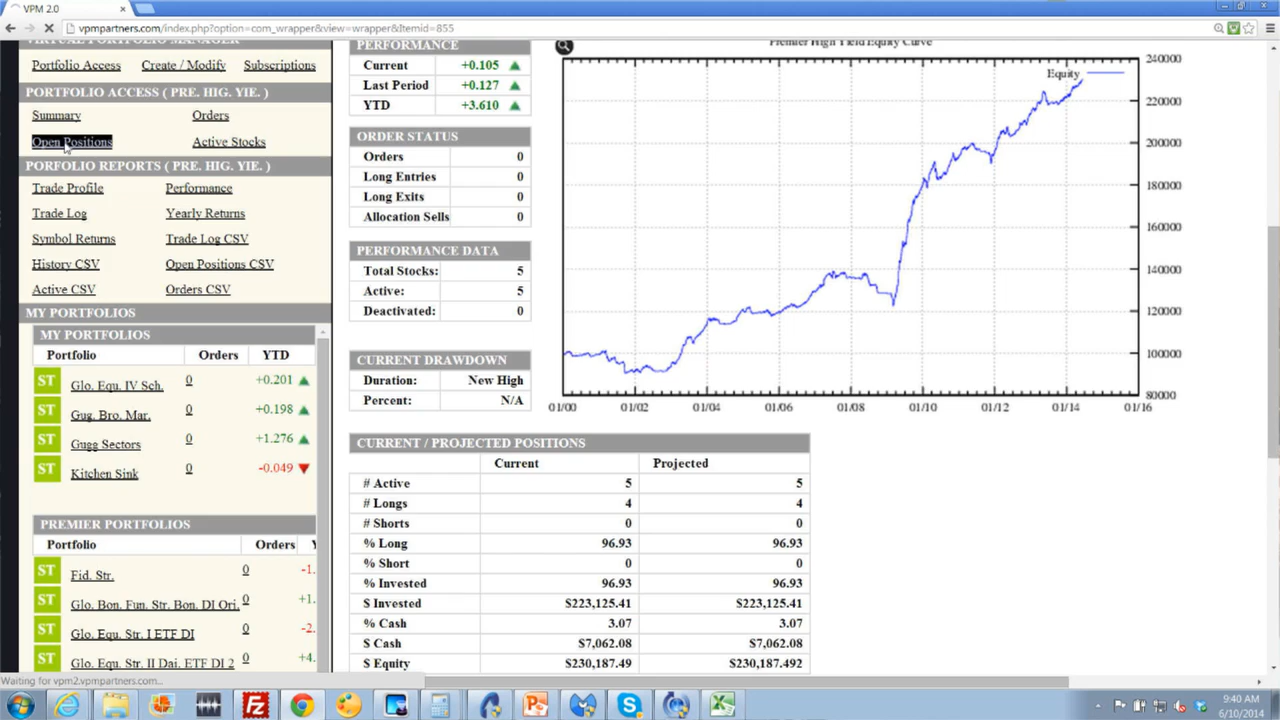 VPM 2.0
vpmpartners.com/index.php?option=com_wrapper&view=wrapper&Itemid=855
VIRTUAL PORTFOLIO MANAGER
Portfolio Access Create / Modify Subscriptions
PORTFOLIO ACCESS ( PRE. HIG. YIE. )
Summary Orders
Open Positions Active Stocks
PORFOLIO REPORTS ( PRE. HIG. YIE. )
Trade Profile Performance
Trade Log Yearly Returns
Symbol Returns Trade Log CSV
History CSV Open Positions CSV
Active CSV Orders CSV
MY PORTFOLIOS
MY PORTFOLIOS
Portfolio Orders YTD
ST Glo. Equ. IV Sch. 0 +0.201
ST Gug. Bro. Mar. 0 +0.198
ST Gugg Sectors 0 +1.276
ST Kitchen Sink 0 -0.049
PREMIER PORTFOLIOS
Portfolio Orders Y
ST Fid. Str. 0 -1.
ST Glo. Bon. Fun. Str. Bon. DI Ori. 0 +1.
ST Glo. Equ. Str. I ETF DI 0 -2.
ST Glo. Equ. Str. II Dai. ETF DI 2 0 +4.
PERFORMANCE
Current +0.105
Last Period +0.127
YTD +3.610
ORDER STATUS
Orders 0
Long Entries 0
Long Exits 0
Allocation Sells 0
PERFORMANCE DATA
Total Stocks: 5
Active: 5
Deactivated: 0
CURRENT DRAWDOWN
Duration: New High
Percent: N/A
Premier High Yield Equity Curve
Equity
240000
220000
200000
180000
160000
140000
120000
100000
80000
01/00 01/02 01/04 01/06 01/08 01/10 01/12 01/14 01/16
CURRENT / PROJECTED POSITIONS
Current Projected
# Active 5 5
# Longs 4 4
# Shorts 0 0
% Long 96.93 96.93
% Short 0 0
% Invested 96.93 96.93
$ Invested $223,125.41 $223,125.41
% Cash 3.07 3.07
$ Cash $7,062.08 $7,062.08
$ Equity $230,187.49 $230,187.492
Waiting for vpm2.vpmpartners.com...
9:40 AM
6/10/2014